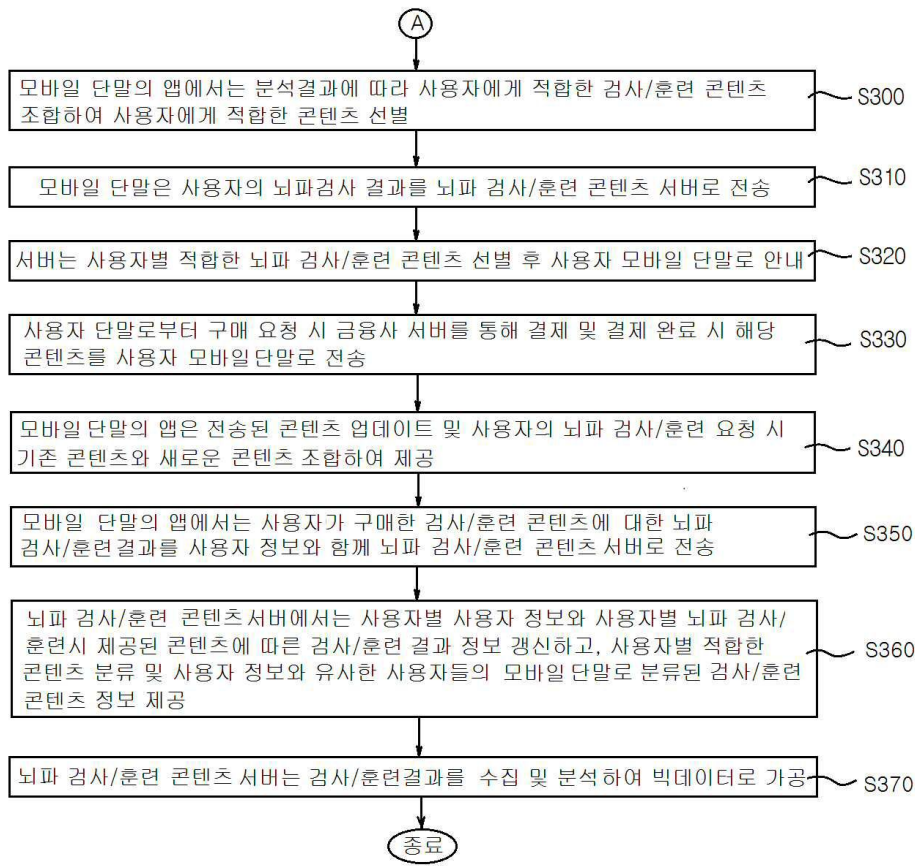 A
모바일 단말의 앱에서는 분석결과에 따라 사용자에게 적합한 검사/훈련 콘텐츠
조합하여 사용자에게 적합한 콘텐츠 선별
S300
모바일 단말은 사용자의 뇌파검사 결과를 뇌파 검사/훈련 콘텐츠 서버로 전송
S310
서버는 사용자별 적합한 뇌파 검사/훈련 콘텐츠 선별 후 사용자 모바일 단말로 안내
S320
사용자 단말로부터 구매 요청 시 금융사 서버를 통해 결제 및 결제 완료 시 해당
콘텐츠를 사용자 모바일단말로 전송
S330
모바일단말의 앱은 전송된 콘텐츠 업데이트 및 사용자의 뇌파 검사/훈련 요청 시
기존 콘텐츠와 새로운 콘텐츠 조합하여 제공
S340
모바일 단말의 앱에서는 사용자가 구매한 검사/훈련 콘텐츠에 대한 뇌파
검사/훈련결과를 사용자 정보와 함께 뇌파 검사/훈련 콘텐츠 서버로 전송
S350
뇌파 검사/훈련 콘텐츠 서버에서는 사용자별 사용자 정보와 사용자별 뇌파 검사/
훈련시 제공된 콘텐츠에 따른 검사/훈련 결과 정보 갱신하고, 사용자별 적합한
콘텐츠 분류 및 사용자 정보와 유사한 사용자들의 모바일단말로 분류된 검사/훈련
콘텐츠 정보 제공
S360
뇌파 검사/훈련 콘텐츠 서버는 검사/훈련결과를 수집 및 분석하여 빅데이터로 가공
S370
종료